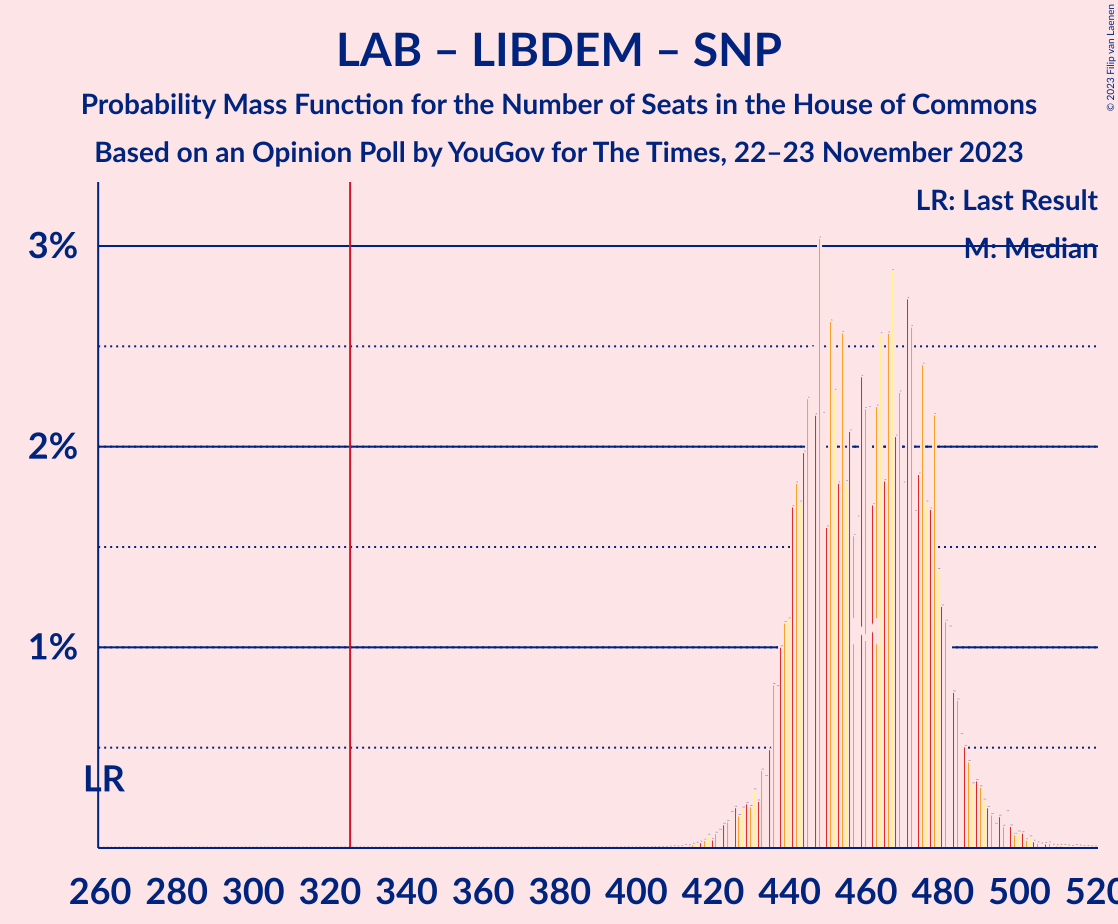 LAB – LIBDEM – SNP
Probability Mass Function for the Number of Seats in the House of Commons
Based on an Opinion Poll by YouGov for The Times, 22–23 November 2023
© 2023 Filip van Laenen
LR: Last Result
M: Median
3%
2%
1%
LR
260 280 300 320 340 360 380 400 420 440 460 480 500 520